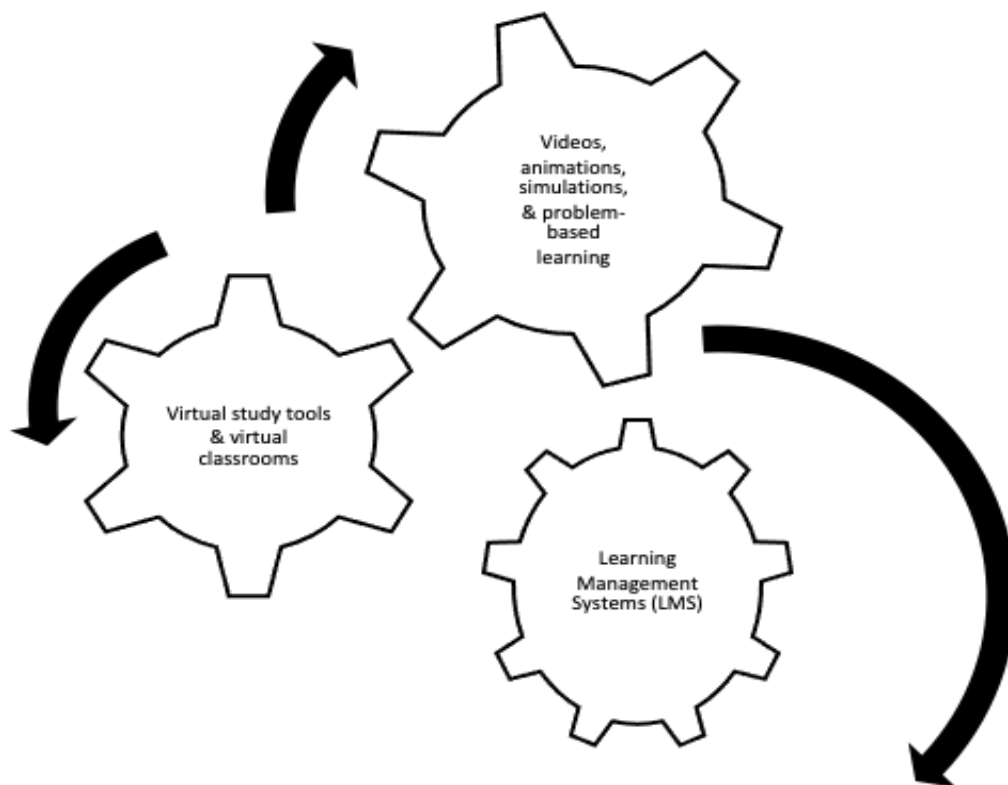 Videos,
animations,
simulations,
& problem-
based
learning
Virtual study tools
& virtual
classrooms
Learning
Management
Systems (LMS)